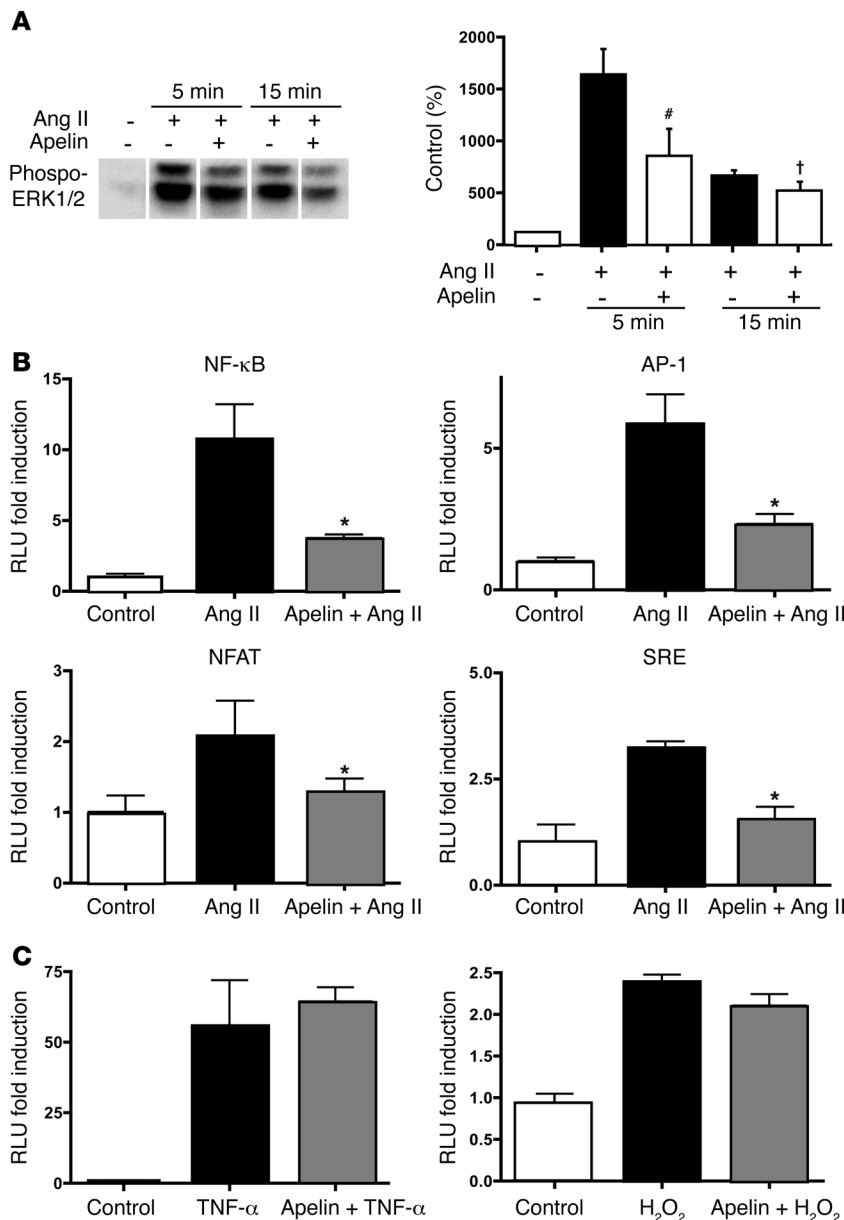 A
5 min 15 min
Ang II - + + + +
Apelin - - + - +
Phospo-
ERK1/2
Control (%)
2000
1500
1000
500
0
#
†
Ang II - + + + +
Apelin - - + - +
5 min 15 min
B
NF-κB
RLU fold induction
15
10
5
0
*
Control Ang II Apelin + Ang II
AP-1
RLU fold induction
5
0
*
Control Ang II Apelin + Ang II
NFAT
RLU fold induction
3
2
1
0
*
Control Ang II Apelin + Ang II
SRE
RLU fold induction
5.0
2.5
0.0
*
Control Ang II Apelin + Ang II
C
RLU fold induction
75
50
25
0
Control TNF-α Apelin + TNF-α
RLU fold induction
2.5
2.0
1.5
1.0
0.5
0.0
Control H₂O₂ Apelin + H₂O₂